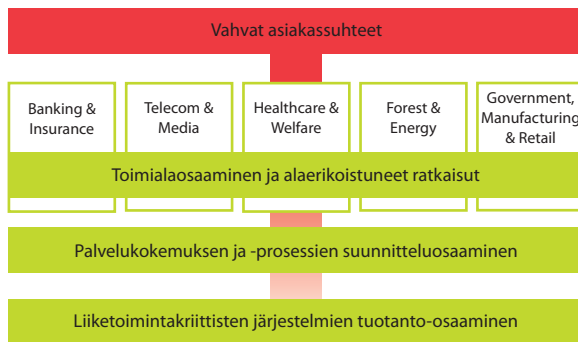 Vahvat asiakassuhteet
Banking &
Insurance
Telecom &
Media
Healthcare &
Welfare
Forest &
Energy
Government,
Manufacturing
& Retail
Toimialaosaaminen ja alaerikoistuneet ratkaisut
Palvelukokemuksen ja -prosessien suunnitteluosaaminen
Liiketoimintakriittisten järjestelmien tuotanto-osaaminen